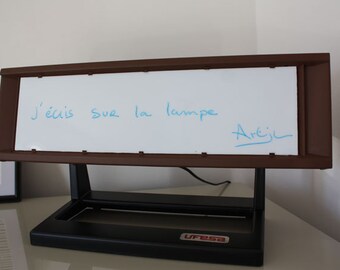 j'écis sur la lampe
ufesa